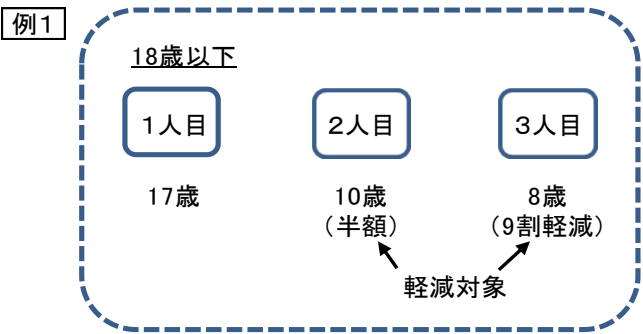 例１
18歳以下
１人目
２人目
３人目
17歳
10歳
（半額）
8歳
（9割軽減）
軽減対象